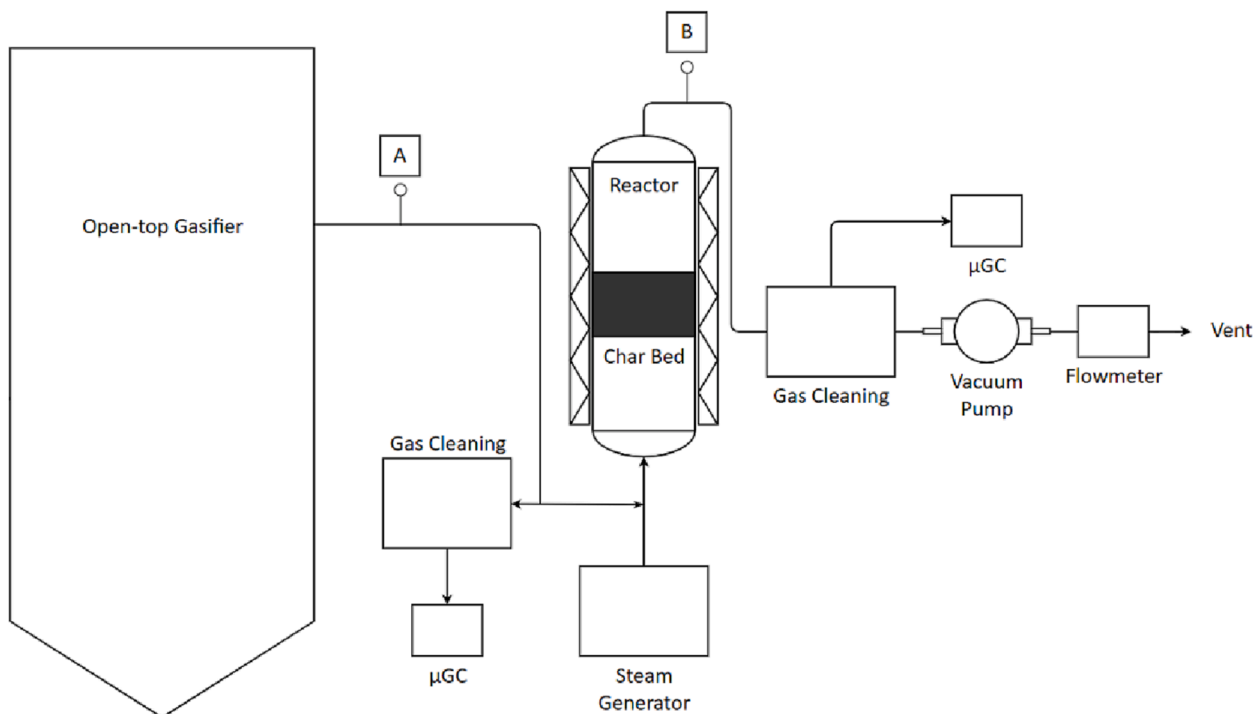 B
A
Reactor
Open-top Gasifier
µGC
Char Bed
Vent
Gas Cleaning
Vacuum
Pump
Flowmeter
Gas Cleaning
µGC
Steam
Generator